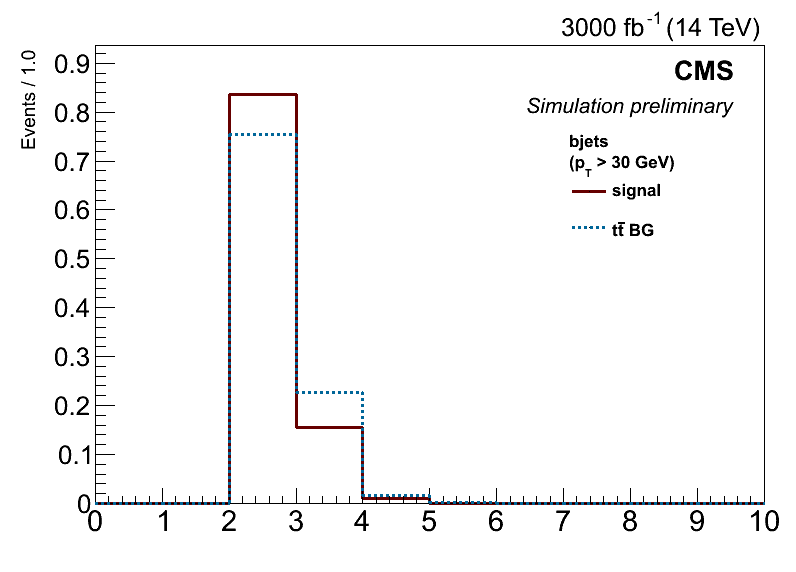 3000 fb⁻¹ (14 TeV)
CMS
Simulation preliminary
bjets
(pT > 30 GeV)
signal
tt̅ BG
Events / 1.0
0.9
0.8
0.7
0.6
0.5
0.4
0.3
0.2
0.1
0
0 1 2 3 4 5 6 7 8 9 10